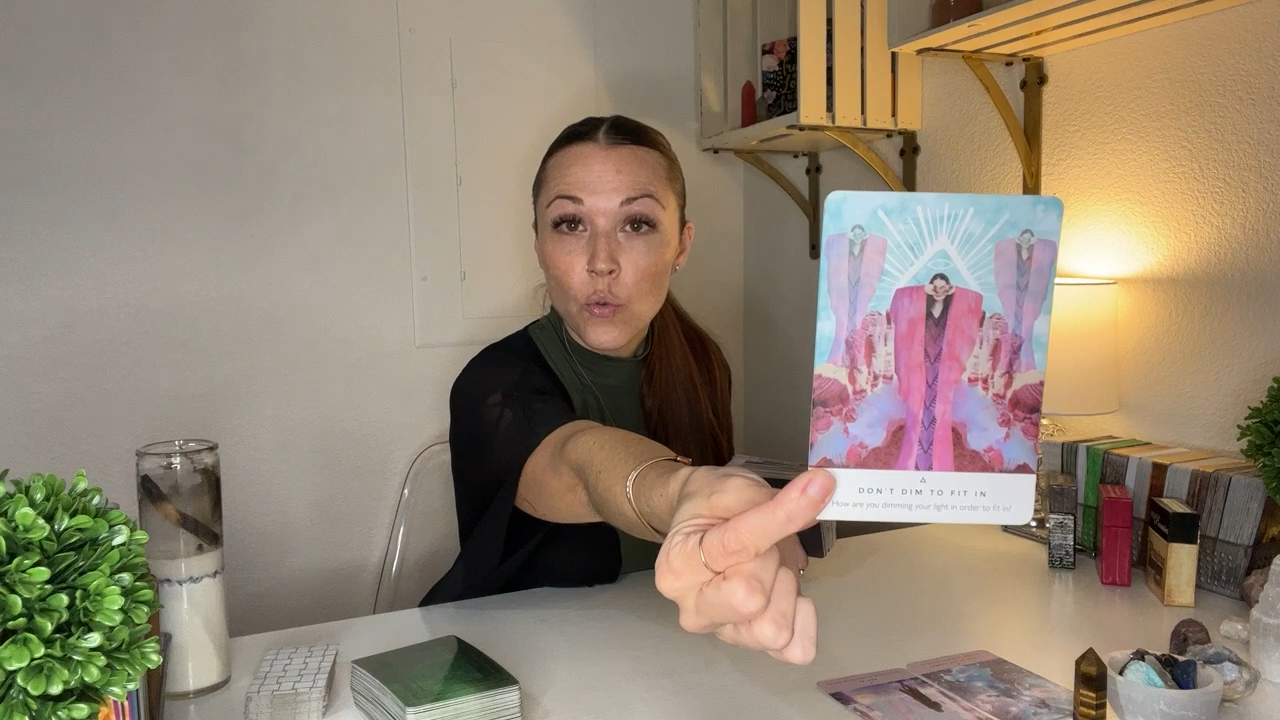 DON'T DIM TO FIT IN
How are you dimming your light in order to fit in?